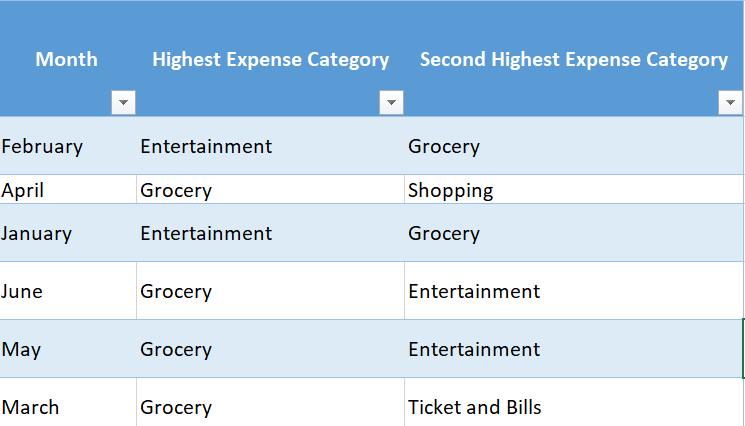 Month Highest Expense Category Second Highest Expense Category
February Entertainment Grocery
April Grocery Shopping
January Entertainment Grocery
June Grocery Entertainment
May Grocery Entertainment
March Grocery Ticket and Bills